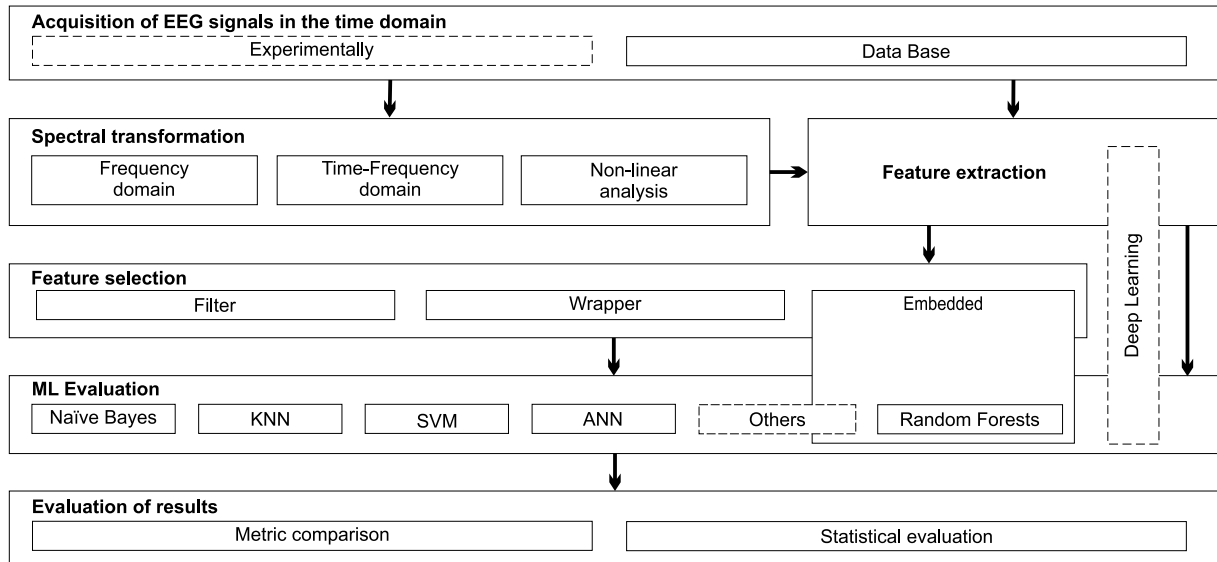 Acquisition of EEG signals in the time domain
Experimentally
Data Base
Spectral transformation
Frequency
domain
Time-Frequency
domain
Non-linear
analysis
Feature extraction
Deep Learning
Feature selection
Filter
Wrapper
Embedded
ML Evaluation
Naïve Bayes
KNN
SVM
ANN
Others
Random Forests
Evaluation of results
Metric comparison
Statistical evaluation